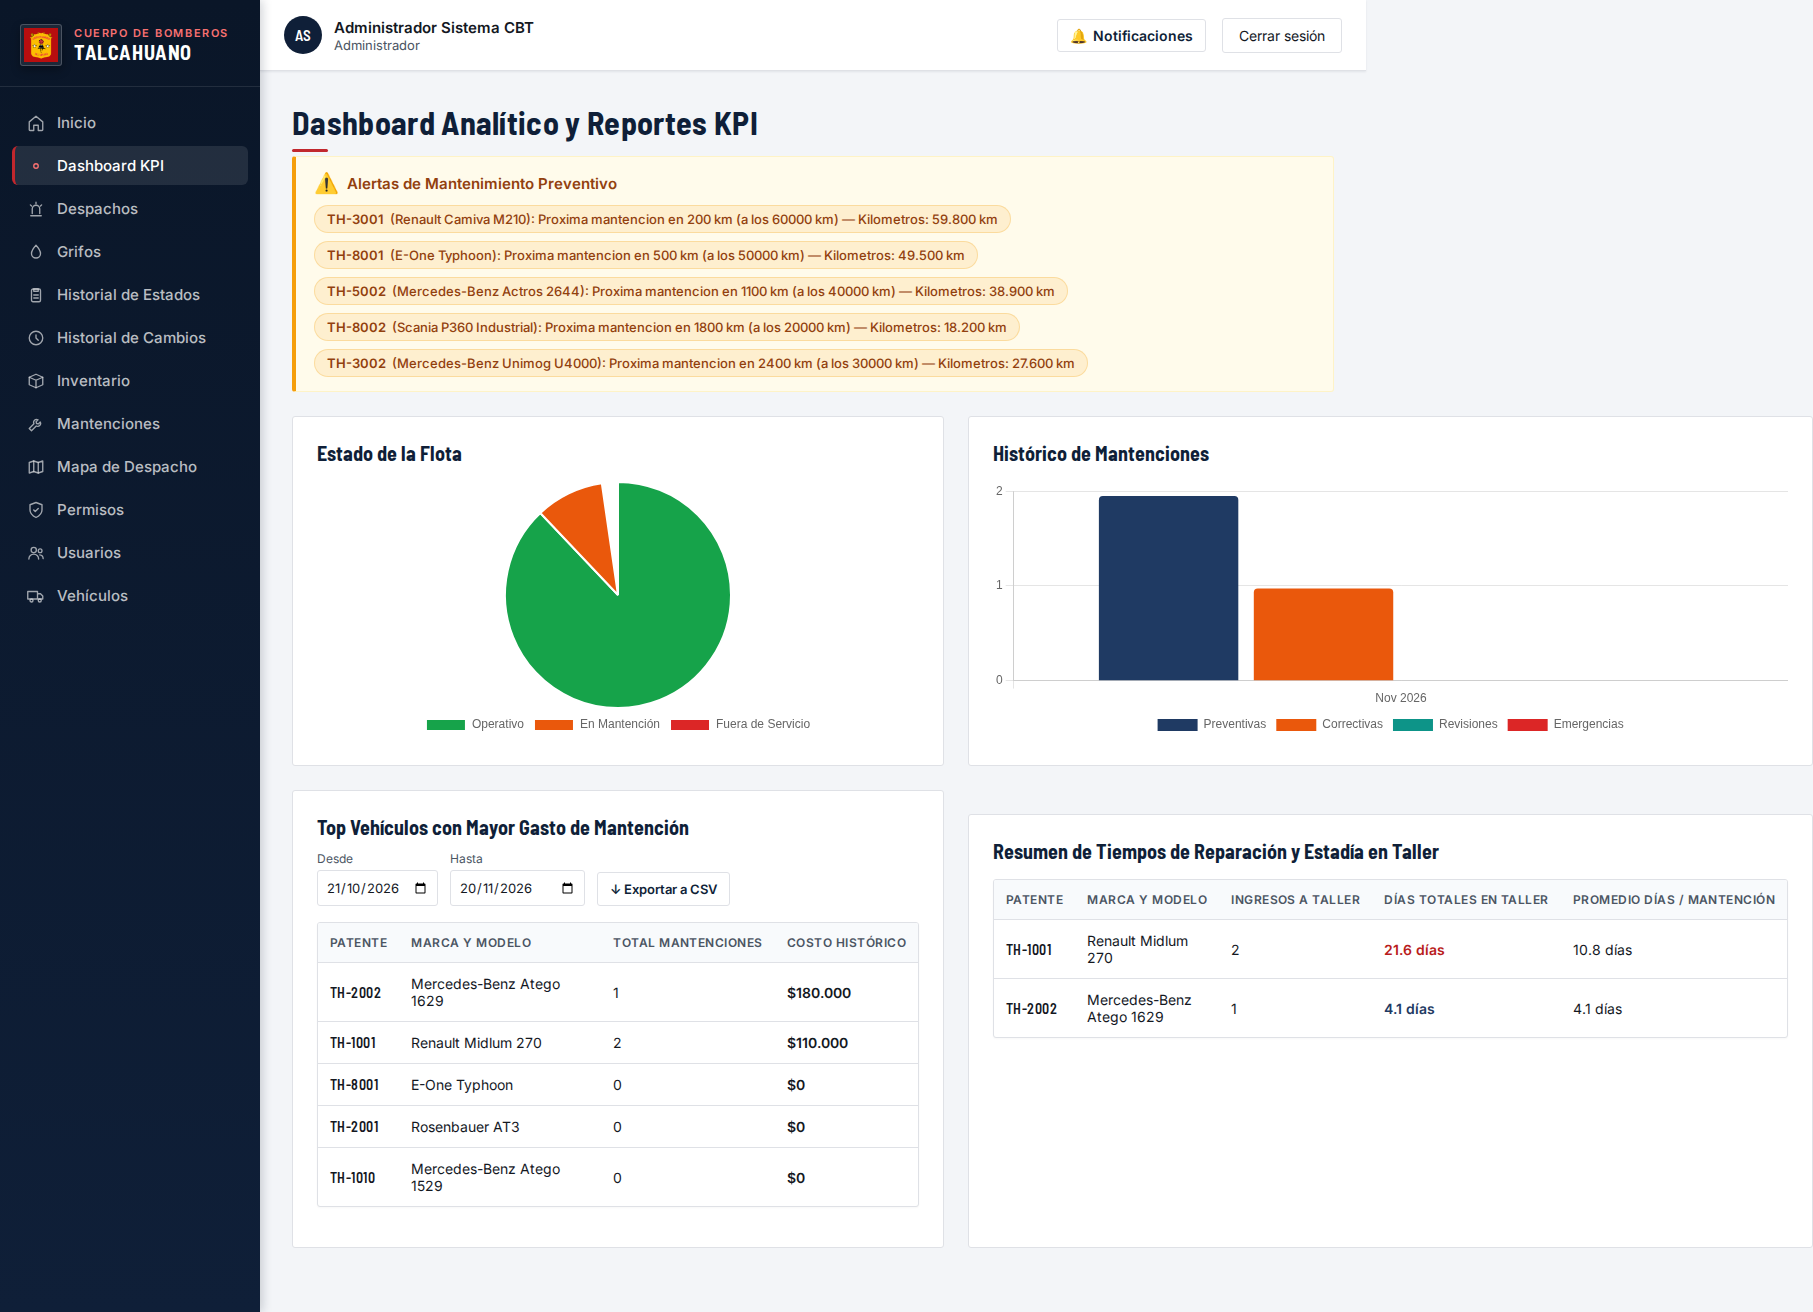 CUERPO DE BOMBEROS
TALCAHUANO
Inicio
Dashboard KPI
Despachos
Grifos
Historial de Estados
Historial de Cambios
Inventario
Mantenciones
Mapa de Despacho
Permisos
Usuarios
Vehículos
AS
Administrador Sistema CBT
Administrador
Notificaciones
Cerrar sesión
Dashboard Analítico y Reportes KPI
Alertas de Mantenimiento Preventivo
TH-3001 (Renault Camiva M210): Proxima mantencion en 200 km (a los 60000 km) — Kilometros: 59.800 km
TH-8001 (E-One Typhoon): Proxima mantencion en 500 km (a los 50000 km) — Kilometros: 49.500 km
TH-5002 (Mercedes-Benz Actros 2644): Proxima mantencion en 1100 km (a los 40000 km) — Kilometros: 38.900 km
TH-8002 (Scania P360 Industrial): Proxima mantencion en 1800 km (a los 20000 km) — Kilometros: 18.200 km
TH-3002 (Mercedes-Benz Unimog U4000): Proxima mantencion en 2400 km (a los 30000 km) — Kilometros: 27.600 km
Estado de la Flota
Operativo En Mantención Fuera de Servicio
Histórico de Mantenciones
2
1
0
Nov 2026
Preventivas Correctivas Revisiones Emergencias
Top Vehículos con Mayor Gasto de Mantención
Desde Hasta
21/10/2026 20/11/2026 ↓ Exportar a CSV
PATENTE MARCA Y MODELO TOTAL MANTENCIONES COSTO HISTÓRICO
TH-2002 Mercedes-Benz Atego 1629 1 $180.000
TH-1001 Renault Midlum 270 2 $110.000
TH-8001 E-One Typhoon 0 $0
TH-2001 Rosenbauer AT3 0 $0
TH-1010 Mercedes-Benz Atego 1529 0 $0
Resumen de Tiempos de Reparación y Estadía en Taller
PATENTE MARCA Y MODELO INGRESOS A TALLER DÍAS TOTALES EN TALLER PROMEDIO DÍAS / MANTENCIÓN
TH-1001 Renault Midlum 270 2 21.6 días 10.8 días
TH-2002 Mercedes-Benz Atego 1629 1 4.1 días 4.1 días